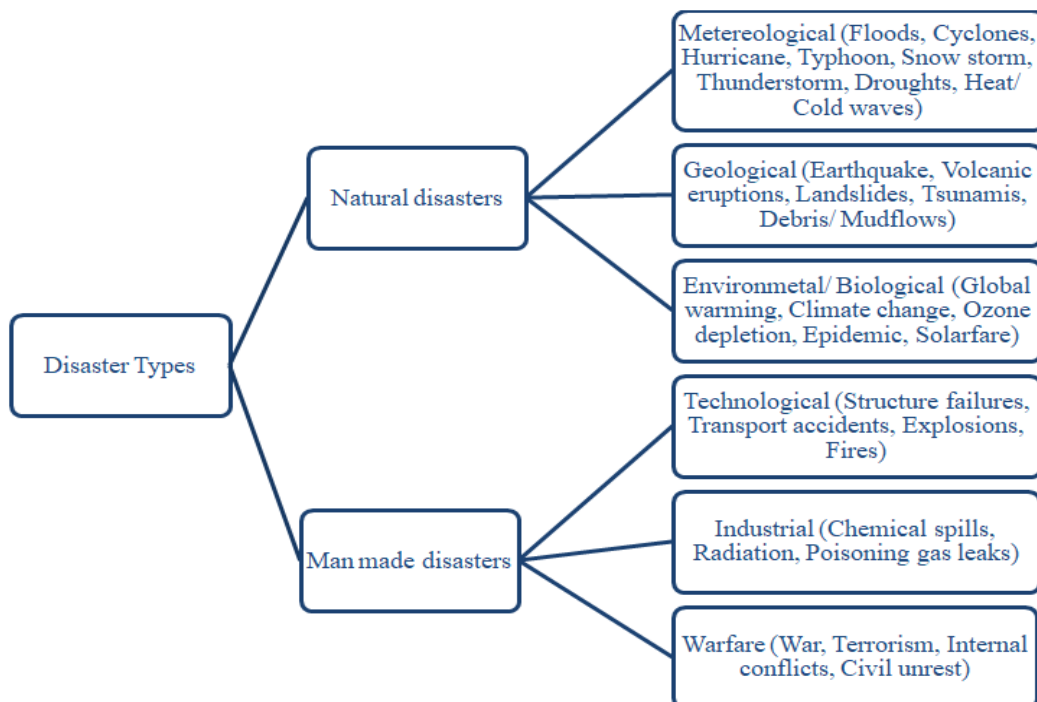 Metereological (Floods, Cyclones,
Hurricane, Typhoon, Snow storm,
Thunderstorm, Droughts, Heat/
Cold waves)
Natural disasters
Geological (Earthquake, Volcanic
eruptions, Landslides, Tsunamis,
Debris/ Mudflows)
Environmetal/ Biological (Global
warming, Climate change, Ozone
depletion, Epidemic, Solarfare)
Disaster Types
Technological (Structure failures,
Transport accidents, Explosions,
Fires)
Man made disasters
Industrial (Chemical spills,
Radiation, Poisoning gas leaks)
Warfare (War, Terrorism, Internal
conflicts, Civil unrest)